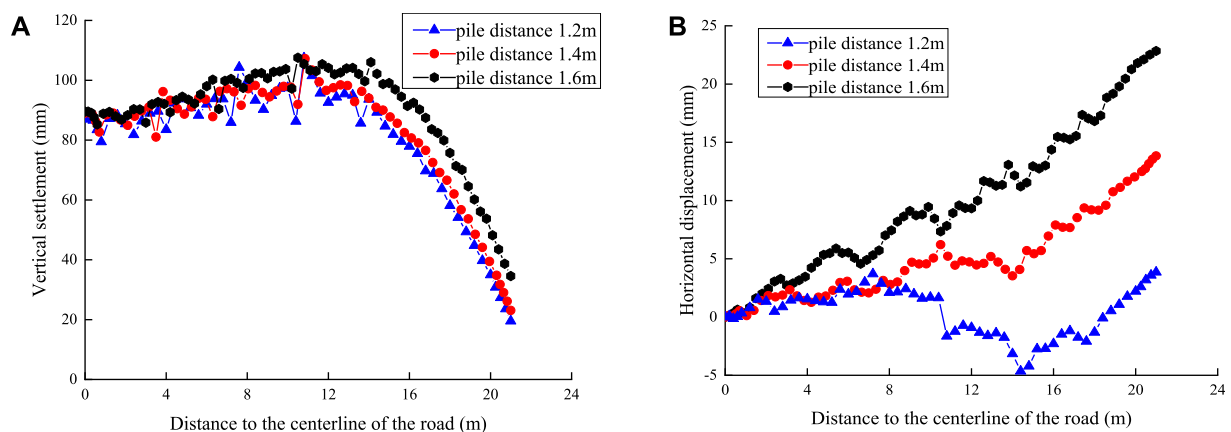 A
Vertical settlement (mm)
120
100
80
60
40
20
0
0 4 8 12 16 20 24
Distance to the centerline of the road (m)
pile distance 1.2m
pile distance 1.4m
pile distance 1.6m
B
Horizontal displacement (mm)
25
20
15
10
5
0
-5
0 4 8 12 16 20 24
Distance to the centerline of the road (m)
pile distance 1.2m
pile distance 1.4m
pile distance 1.6m